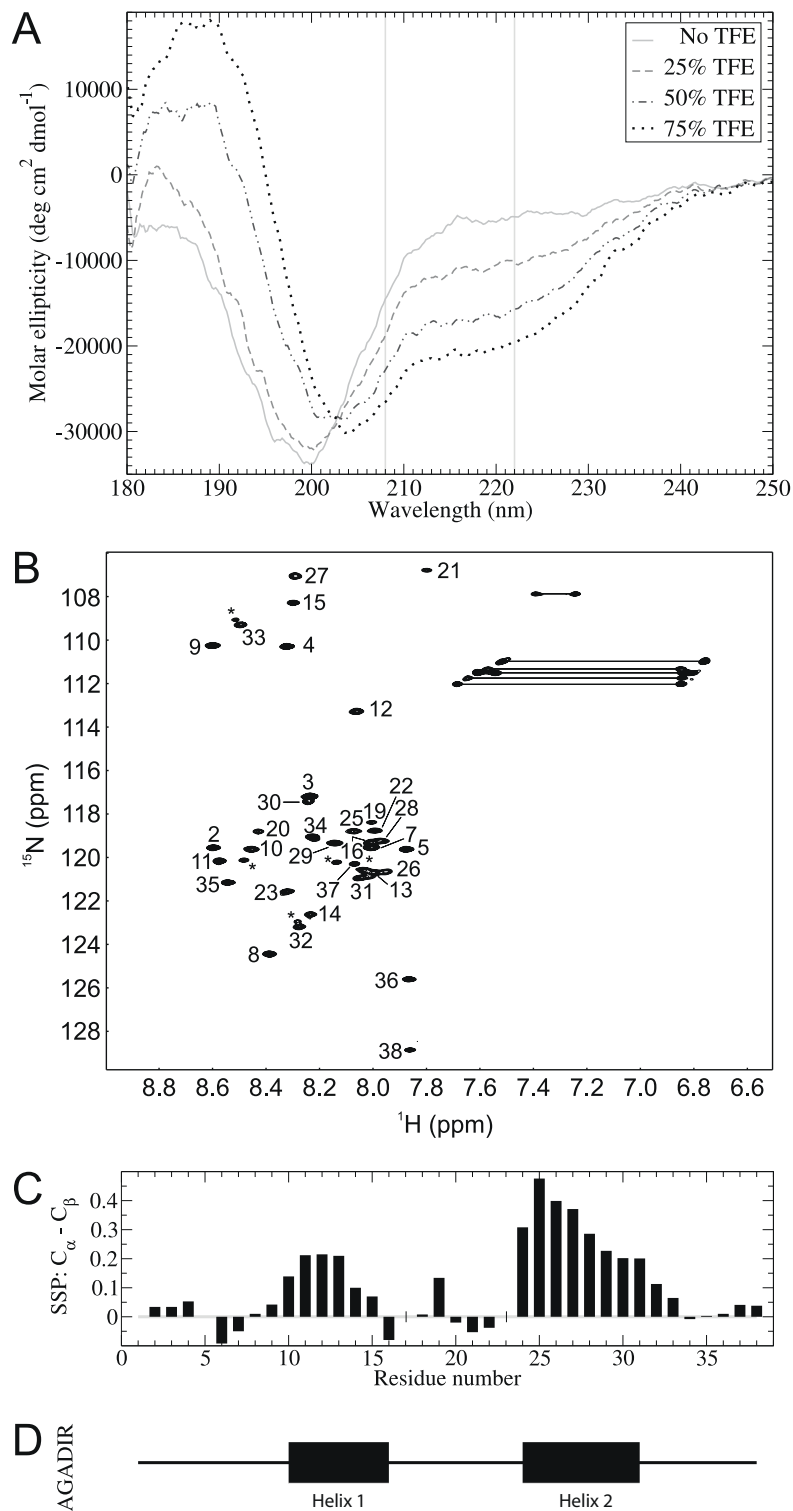 A
No TFE
25% TFE
50% TFE
75% TFE
10000
0
-10000
-20000
-30000
Molar ellipticity (deg cm² dmol⁻¹)
180 190 200 210 220 230 240 250
Wavelength (nm)
B
108
110
112
114
116
118
120
122
124
126
128
¹⁵N (ppm)
27
21
15
*
33
9
4
12
3
30
22
25
19
28
20
34
2
7
10
16
5
29
11
*
*
*
26
35
37
31
13
23
14
*
32
8
36
38
8.8 8.6 8.4 8.2 8.0 7.8 7.6 7.4 7.2 7.0 6.8 6.6
¹H (ppm)
C
SSP: Cα - Cβ
0.4
0.3
0.2
0.1
0
0 5 10 15 20 25 30 35
Residue number
D
AGADIR
Helix 1
Helix 2